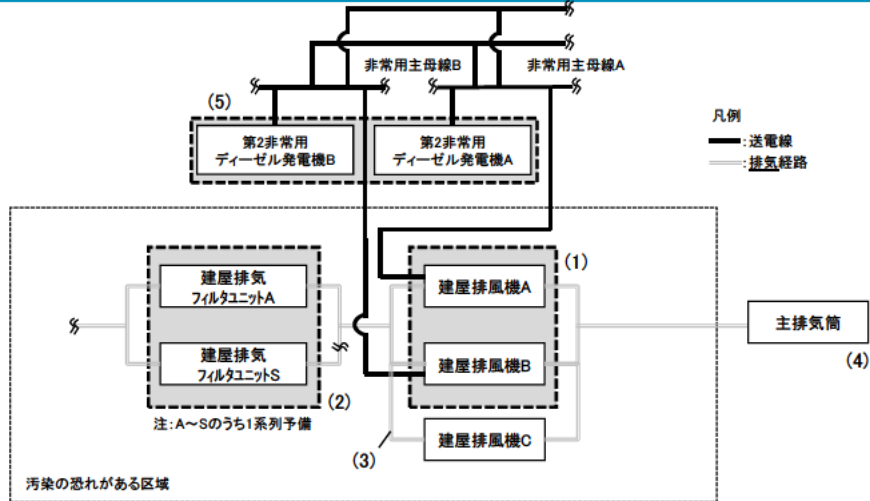 非常用主母線B
非常用主母線A
(5)
第2非常用
ディーゼル発電機B
第2非常用
ディーゼル発電機A
凡例
:送電線
:排気経路
(1)
建屋排気
フィルタユニットA
建屋排風機A
主排気筒
建屋排気
フィルタユニットS
建屋排風機B
(4)
(2)
注:A~Sのうち1系列予備
建屋排風機C
(3)
汚染の恐れがある区域